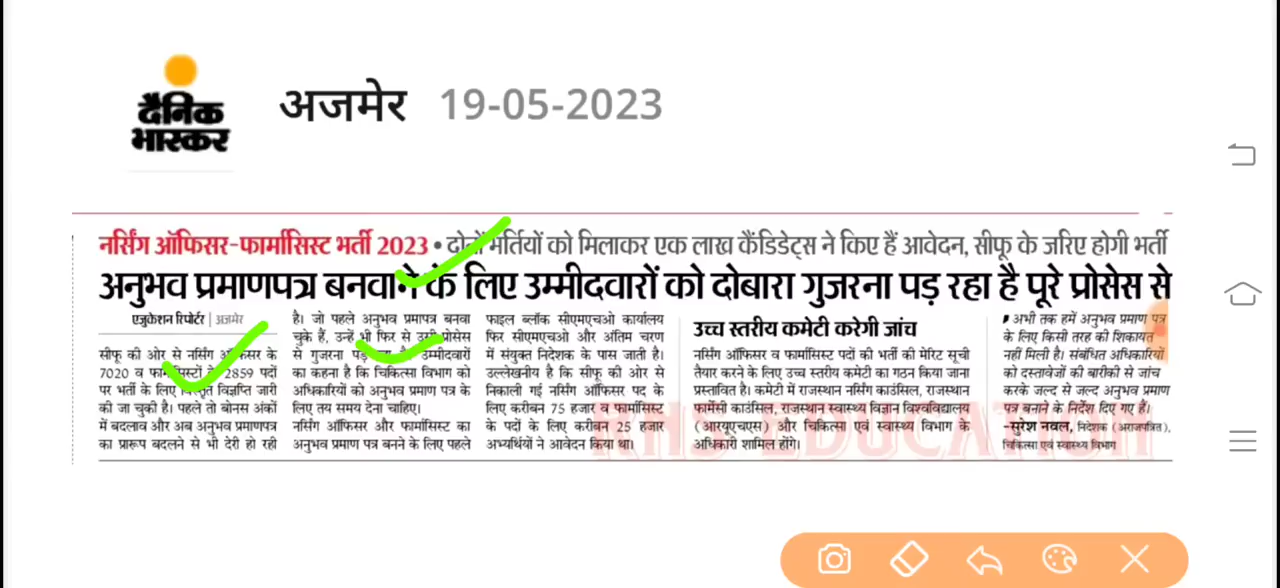 दैनिक
भास्कर
अजमेर 19-05-2023
नर्सिंग ऑफिसर-फार्मासिस्ट भर्ती 2023 • दोनों भर्तियों को मिलाकर एक लाख कैंडिडेट्स ने किए हैं आवेदन, सीफू के जरिए होगी भर्ती
अनुभव प्रमाणपत्र बनवाने के लिए उम्मीदवारों को दोबारा गुजरना पड़ रहा है पूरे प्रोसेस से
एजुकेशन रिपोर्टर | अजमेर
सीफू की ओर से नर्सिंग ऑफिसर के
7020 व फार्मासिस्टों के 2859 पदों
पर भर्ती के लिए विस्तृत विज्ञप्ति जारी
की जा चुकी है। पहले तो बोनस अंकों
में बदलाव और अब अनुभव प्रमाणपत्र
का प्रारूप बदलने से भी देरी हो रही
है। जो पहले अनुभव प्रमापत्र बनवा
चुके हैं, उन्हें भी फिर से उसी प्रोसेस
से गुजरना पड़ रहा है। उम्मीदवारों
का कहना है कि चिकित्सा विभाग को
अधिकारियों को अनुभव प्रमाण पत्र के
लिए तय समय देना चाहिए।
नर्सिंग ऑफिसर और फार्मासिस्ट का
अनुभव प्रमाण पत्र बनने के लिए पहले
फाइल ब्लॉक सीएमएचओ कार्यालय
फिर सीएमएचओ और अंतिम चरण
में संयुक्त निदेशक के पास जाती है।
उल्लेखनीय है कि सीफू की ओर से
निकाली गई नर्सिंग ऑफिसर पद के
लिए करीबन 75 हजार व फार्मासिस्ट
के पदों के लिए करीबन 25 हजार
अभ्यर्थियों ने आवेदन किया था।
उच्च स्तरीय कमेटी करेगी जांच
नर्सिंग ऑफिसर व फार्मासिस्ट पदों की भर्ती की मेरिट सूची
तैयार करने के लिए उच्च स्तरीय कमेटी का गठन किया जाना
प्रस्तावित है। कमेटी में राजस्थान नर्सिंग काउंसिल, राजस्थान
फार्मेसी काउंसिल, राजस्थान स्वास्थ्य विज्ञान विश्वविद्यालय
(आरयूएचएस) और चिकित्सा एवं स्वास्थ्य विभाग के
अधिकारी शामिल होंगे।
अभी तक हमें अनुभव प्रमाण पत्र
के लिए किसी तरह की शिकायत
नहीं मिली है। संबंधित अधिकारियों
को दस्तावेजों की बारीकी से जांच
करके जल्द से जल्द अनुभव प्रमाण
पत्र बनाने के निर्देश दिए गए हैं।
-सुरेश नवल, निदेशक (अराजपत्रित),
चिकित्सा एवं स्वास्थ्य विभाग
RHS EDUCATION